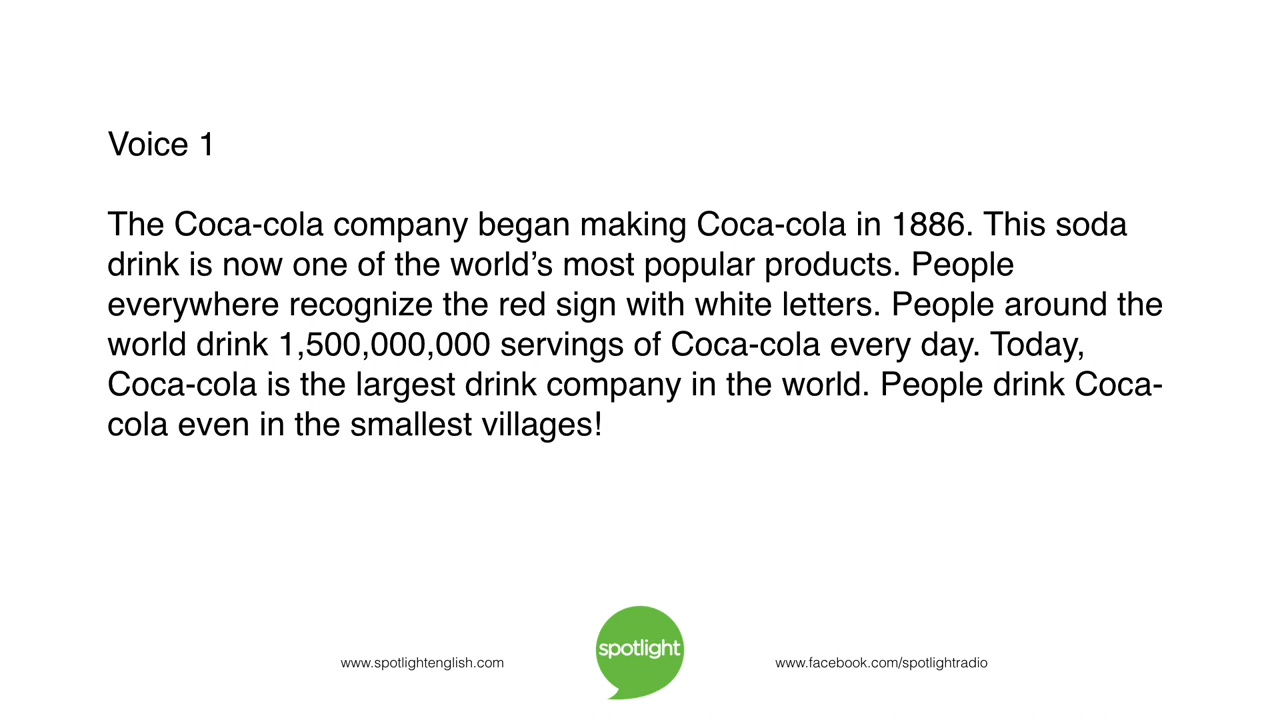 Voice 1
The Coca-cola company began making Coca-cola in 1886. This soda
drink is now one of the world’s most popular products. People
everywhere recognize the red sign with white letters. People around the
world drink 1,500,000,000 servings of Coca-cola every day. Today,
Coca-cola is the largest drink company in the world. People drink Coca-
cola even in the smallest villages!
www.spotlightenglish.com
spotlight
www.facebook.com/spotlightradio